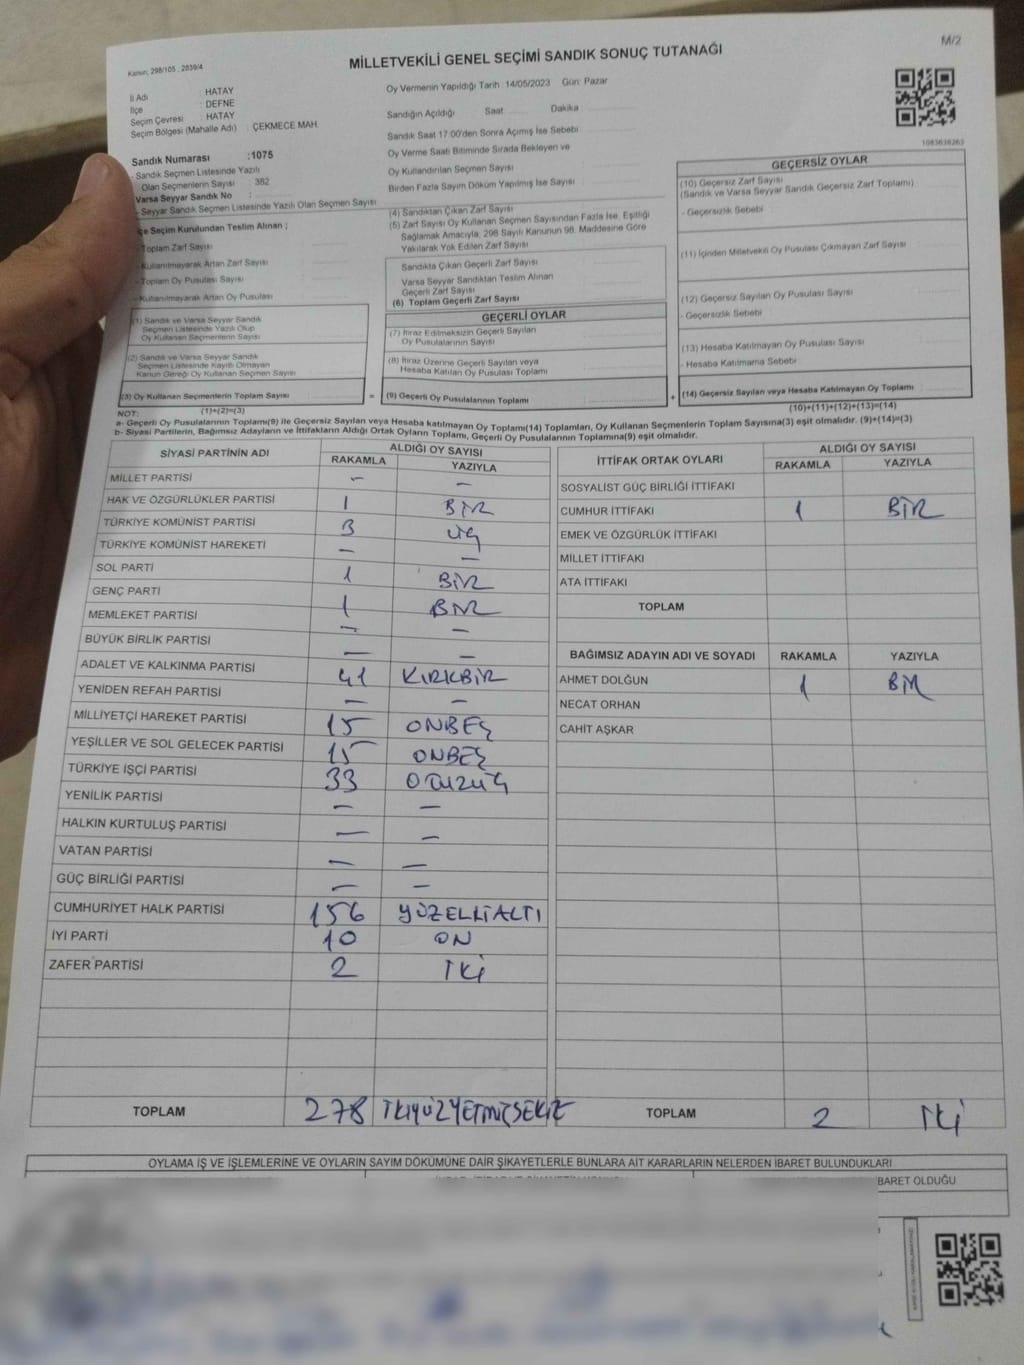 M/2
Kanun: 298/105 , 2839/4
MİLLETVEKİLİ GENEL SEÇİMİ SANDIK SONUÇ TUTANAĞI
İl Adı : HATAY
İlçe : DEFNE
Seçim Çevresi : HATAY
Seçim Bölgesi (Mahalle Adı) : ÇEKMECE MAH.
Sandık Numarası :1075
- Sandık Seçmen Listesinde Yazılı
Olan Seçmenlerin Sayısı : 382
Varsa Seyyar Sandık No :
- Seyyar Sandık Seçmen Listesinde Yazılı Olan Seçmen Sayısı
İlçe Seçim Kurulundan Teslim Alınan ;
- Toplam Zarf Sayısı
- Kullanılmayarak Artan Zarf Sayısı
- Toplam Oy Pusulası Sayısı
- Kullanılmayarak Artan Oy Pusulası
(1) Sandık ve Varsa Seyyar Sandık
Seçmen Listesinde Yazılı Olup
Oy Kullanan Seçmenlerin Sayısı
(2) Sandık ve Varsa Seyyar Sandık
Seçmen Listesinde Kayıtlı Olmayan
Kanun Gereği Oy Kullanan Seçmen Sayısı
(3) Oy Kullanan Seçmenlerin Toplam Sayısı =
(1)+(2)=(3)
Oy Vermenin Yapıldığı Tarih :14/05/2023 Gün: Pazar
Sandığın Açıldığı Saat Dakika
Sandık Saat 17:00'den Sonra Açımış İse Sebebi
Oy Verme Saati Bitiminde Sırada Bekleyen ve
Oy Kullandırılan Seçmen Sayısı
Birden Fazla Sayım Döküm Yapılmış İse Sayısı
(4) Sandıktan Çıkan Zarf Sayısı
(5) Zarf Sayısı Oy Kullanan Seçmen Sayısından Fazla İse, Eşitliği
Sağlamak Amacıyla, 298 Sayılı Kanunun 98. Maddesine Göre
Yakılarak Yok Edilen Zarf Sayısı
Sandıkta Çıkan Geçerli Zarf Sayısı
Varsa Seyyar Sandıktan Teslim Alınan
Geçerli Zarf Sayısı
(6) Toplam Geçerli Zarf Sayısı
GEÇERLİ OYLAR
(7) İtiraz Edilmeksizin Geçerli Sayılan
Oy Pusulalarının Sayısı
(8) İtiraz Üzerine Geçerli Sayılan veya
Hesaba Katılan Oy Pusulası Toplamı
(9) Geçerli Oy Pusulalarının Toplamı +
1083636263
GEÇERSİZ OYLAR
(10) Geçersiz Zarf Sayısı
(Sandık ve Varsa Seyyar Sandık Geçersiz Zarf Toplamı)
- Geçersizlik Sebebi
(11) İçinden Milletvekili Oy Pusulası Çıkmayan Zarf Sayısı
(12) Geçersiz Sayılan Oy Pusulası Sayısı
- Geçersizlik Sebebi
(13) Hesaba Katılmayan Oy Pusulası Sayısı
- Hesaba Katılmama Sebebi
(14) Geçersiz Sayılan veya Hesaba Katılmayan Oy Toplamı
(10)+(11)+(12)+(13)=(14)
NOT:
a- Geçerli Oy Pusulalarının Toplamı(9) ile Geçersiz Sayılan veya Hesaba katılmayan Oy Toplamı(14) Toplamları, Oy Kullanan Seçmenlerin Toplam Sayısına(3) eşit olmalıdır. (9)+(14)=(3)
b- Siyasi Partilerin, Bağımsız Adayların ve İttifakların Aldığı Ortak Oyların Toplamı, Geçerli Oy Pusulalarının Toplamına(9) eşit olmalıdır.
SİYASİ PARTİNİN ADI ALDIĞI OY SAYISI
RAKAMLA YAZIYLA
MİLLET PARTİSİ - -
HAK VE ÖZGÜRLÜKLER PARTİSİ 1 BİR
TÜRKİYE KOMÜNİST PARTİSİ 3 üç
TÜRKİYE KOMÜNİST HAREKETİ - -
SOL PARTİ 1 BİR
GENÇ PARTİ 1 BİR
MEMLEKET PARTİSİ - -
BÜYÜK BİRLİK PARTİSİ - -
ADALET VE KALKINMA PARTİSİ 41 KIRKBİR
YENİDEN REFAH PARTİSİ - -
MİLLİYETÇİ HAREKET PARTİSİ 15 ONBEŞ
YEŞİLLER VE SOL GELECEK PARTİSİ 15 ONBEŞ
TÜRKİYE İŞÇİ PARTİSİ 33 OTUZÜÇ
YENİLİK PARTİSİ - -
HALKIN KURTULUŞ PARTİSİ - -
VATAN PARTİSİ - -
GÜÇ BİRLİĞİ PARTİSİ - -
CUMHURİYET HALK PARTİSİ 156 YÜZELLİALTI
İYİ PARTİ 10 ON
ZAFER PARTİSİ 2 İKİ
TOPLAM 278 İKİYÜZYETMİŞSEKİZ
İTTİFAK ORTAK OYLARI ALDIĞI OY SAYISI
RAKAMLA YAZIYLA
SOSYALİST GÜÇ BİRLİĞİ İTTİFAKI
CUMHUR İTTİFAKI 1 BİR
EMEK VE ÖZGÜRLÜK İTTİFAKI
MİLLET İTTİFAKI
ATA İTTİFAKI
TOPLAM
BAĞIMSIZ ADAYIN ADI VE SOYADI RAKAMLA YAZIYLA
AHMET DOLĞUN 1 BİR
NECAT ORHAN
CAHİT AŞKAR
TOPLAM 2 İKİ
OYLAMA İŞ VE İŞLEMLERİNE VE OYLARIN SAYIM DÖKÜMÜNE DAİR ŞİKAYETLERLE BUNLARA AİT KARARLARIN NELERDEN İBARET BULUNDUKLARI
BARET OLDUĞU